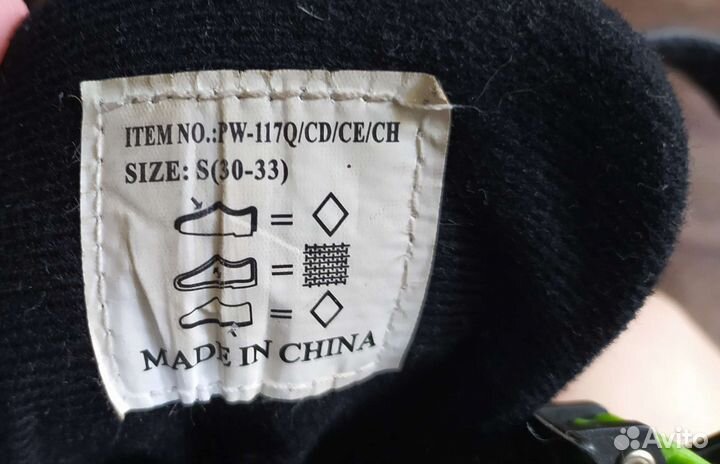 ITEM NO.:PW-117Q/CD/CE/CH
SIZE: S(30-33)
=
=
=
MADE IN CHINA
Avito